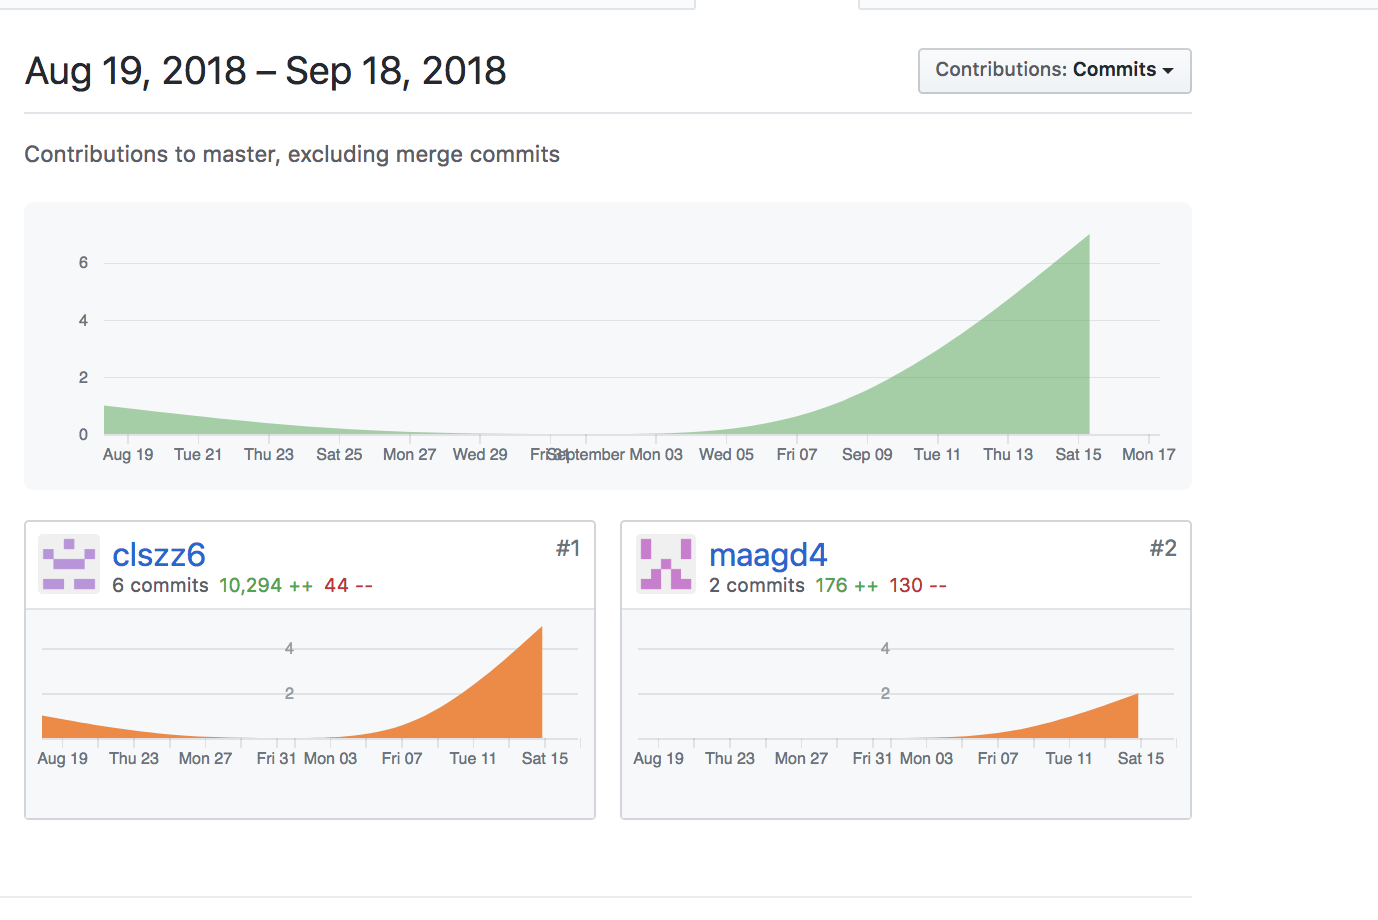 Aug 19, 2018 – Sep 18, 2018
Contributions: Commits
Contributions to master, excluding merge commits
6
4
2
0
Aug 19 Tue 21 Thu 23 Sat 25 Mon 27 Wed 29 Fri 31 September Mon 03 Wed 05 Fri 07 Sep 09 Tue 11 Thu 13 Sat 15 Mon 17
clszz6 #1
6 commits 10,294 ++ 44 --
4
2
Aug 19 Thu 23 Mon 27 Fri 31 Mon 03 Fri 07 Tue 11 Sat 15
maagd4 #2
2 commits 176 ++ 130 --
4
2
Aug 19 Thu 23 Mon 27 Fri 31 Mon 03 Fri 07 Tue 11 Sat 15